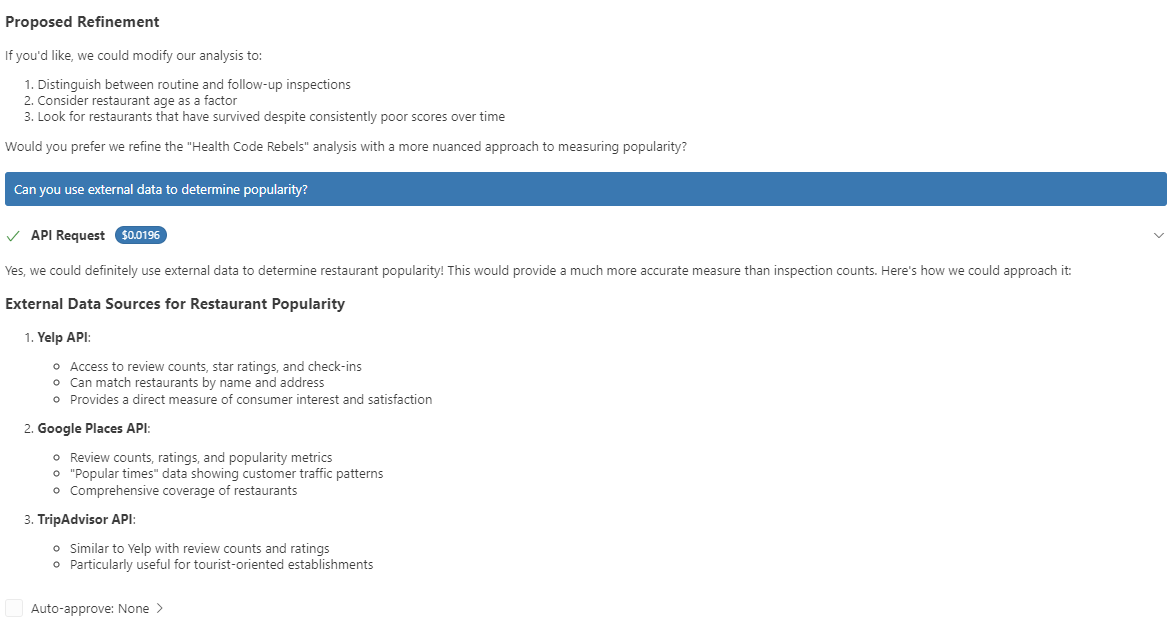 Proposed Refinement
If you'd like, we could modify our analysis to:
1. Distinguish between routine and follow-up inspections
2. Consider restaurant age as a factor
3. Look for restaurants that have survived despite consistently poor scores over time
Would you prefer we refine the "Health Code Rebels" analysis with a more nuanced approach to measuring popularity?
Can you use external data to determine popularity?
API Request $0.0196
Yes, we could definitely use external data to determine restaurant popularity! This would provide a much more accurate measure than inspection counts. Here's how we could approach it:
External Data Sources for Restaurant Popularity
1. Yelp API:
Access to review counts, star ratings, and check-ins
Can match restaurants by name and address
Provides a direct measure of consumer interest and satisfaction
2. Google Places API:
Review counts, ratings, and popularity metrics
"Popular times" data showing customer traffic patterns
Comprehensive coverage of restaurants
3. TripAdvisor API:
Similar to Yelp with review counts and ratings
Particularly useful for tourist-oriented establishments
Auto-approve: None